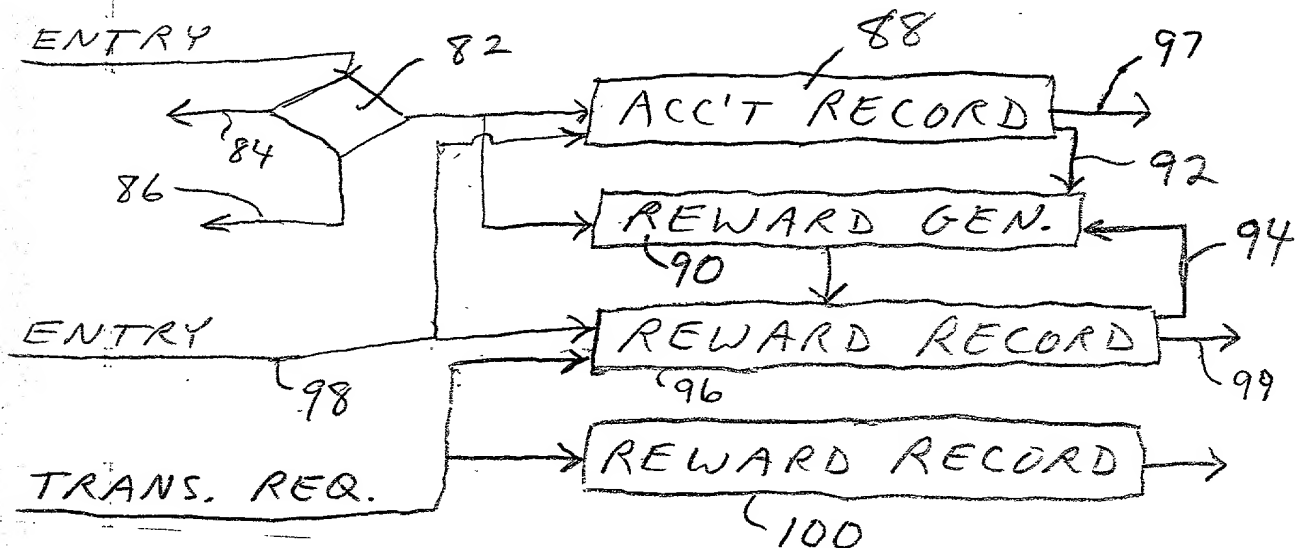 ENTRY
82
88
97
ACC'T RECORD
84
92
86
REWARD GEN.
90
94
ENTRY
REWARD RECORD
98
96
99
TRANS. REQ.
REWARD RECORD
100